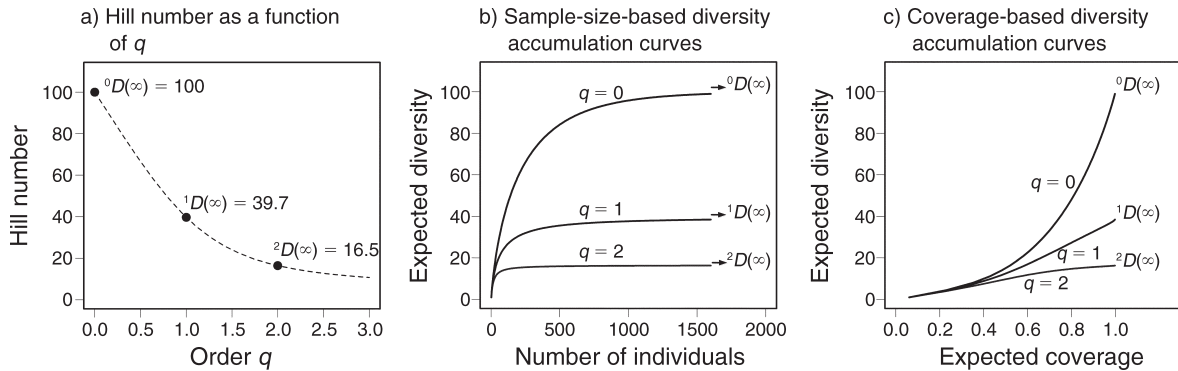 a) Hill number as a function
of q
Hill number
100
80
60
40
20
0
⁰D(∞) = 100
¹D(∞) = 39.7
²D(∞) = 16.5
0.0 0.5 1.0 1.5 2.0 2.5 3.0
Order q
b) Sample-size-based diversity
accumulation curves
Expected diversity
100
80
60
40
20
0
q = 0
⁰D(∞)
q = 1
¹D(∞)
q = 2
²D(∞)
0 500 1000 1500 2000
Number of individuals
c) Coverage-based diversity
accumulation curves
Expected diversity
100
80
60
40
20
0
⁰D(∞)
q = 0
¹D(∞)
q = 1
²D(∞)
q = 2
0.0 0.2 0.4 0.6 0.8 1.0
Expected coverage